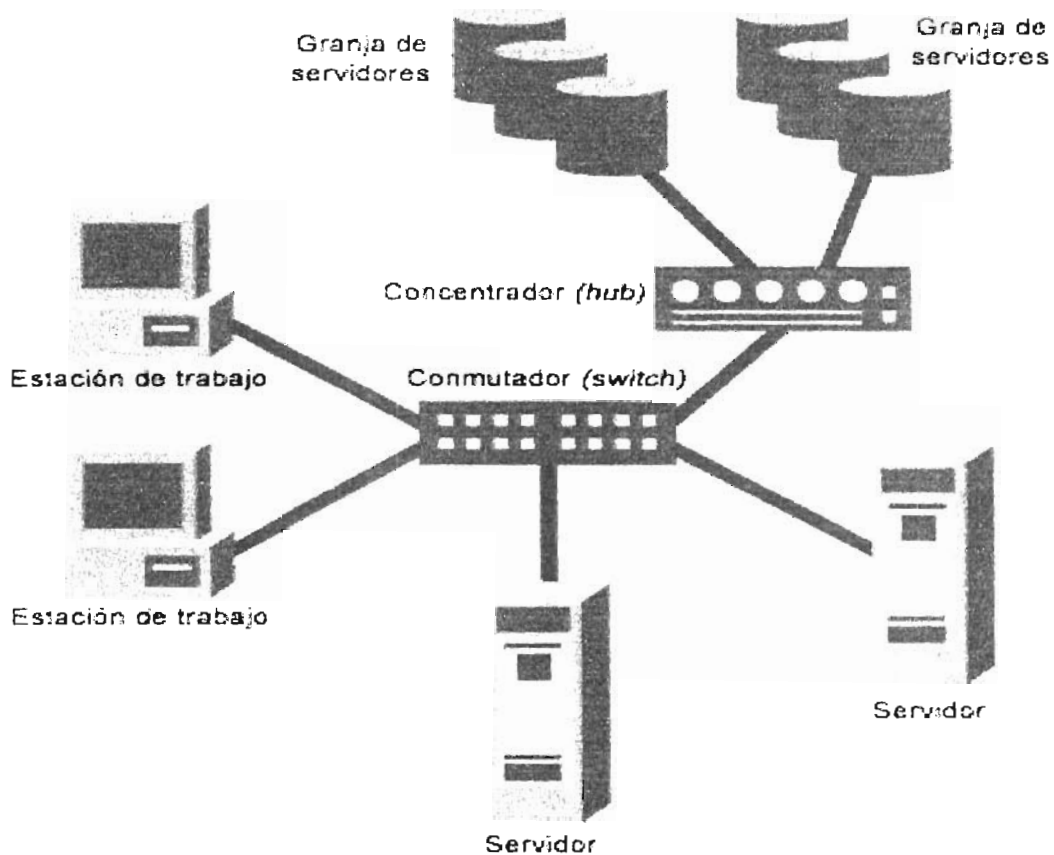 Granja de
servidores
Granja de
servidores
Concentrador (hub)
Estación de trabajo
Conmutador (switch)
Estación de trabajo
Servidor
Servidor